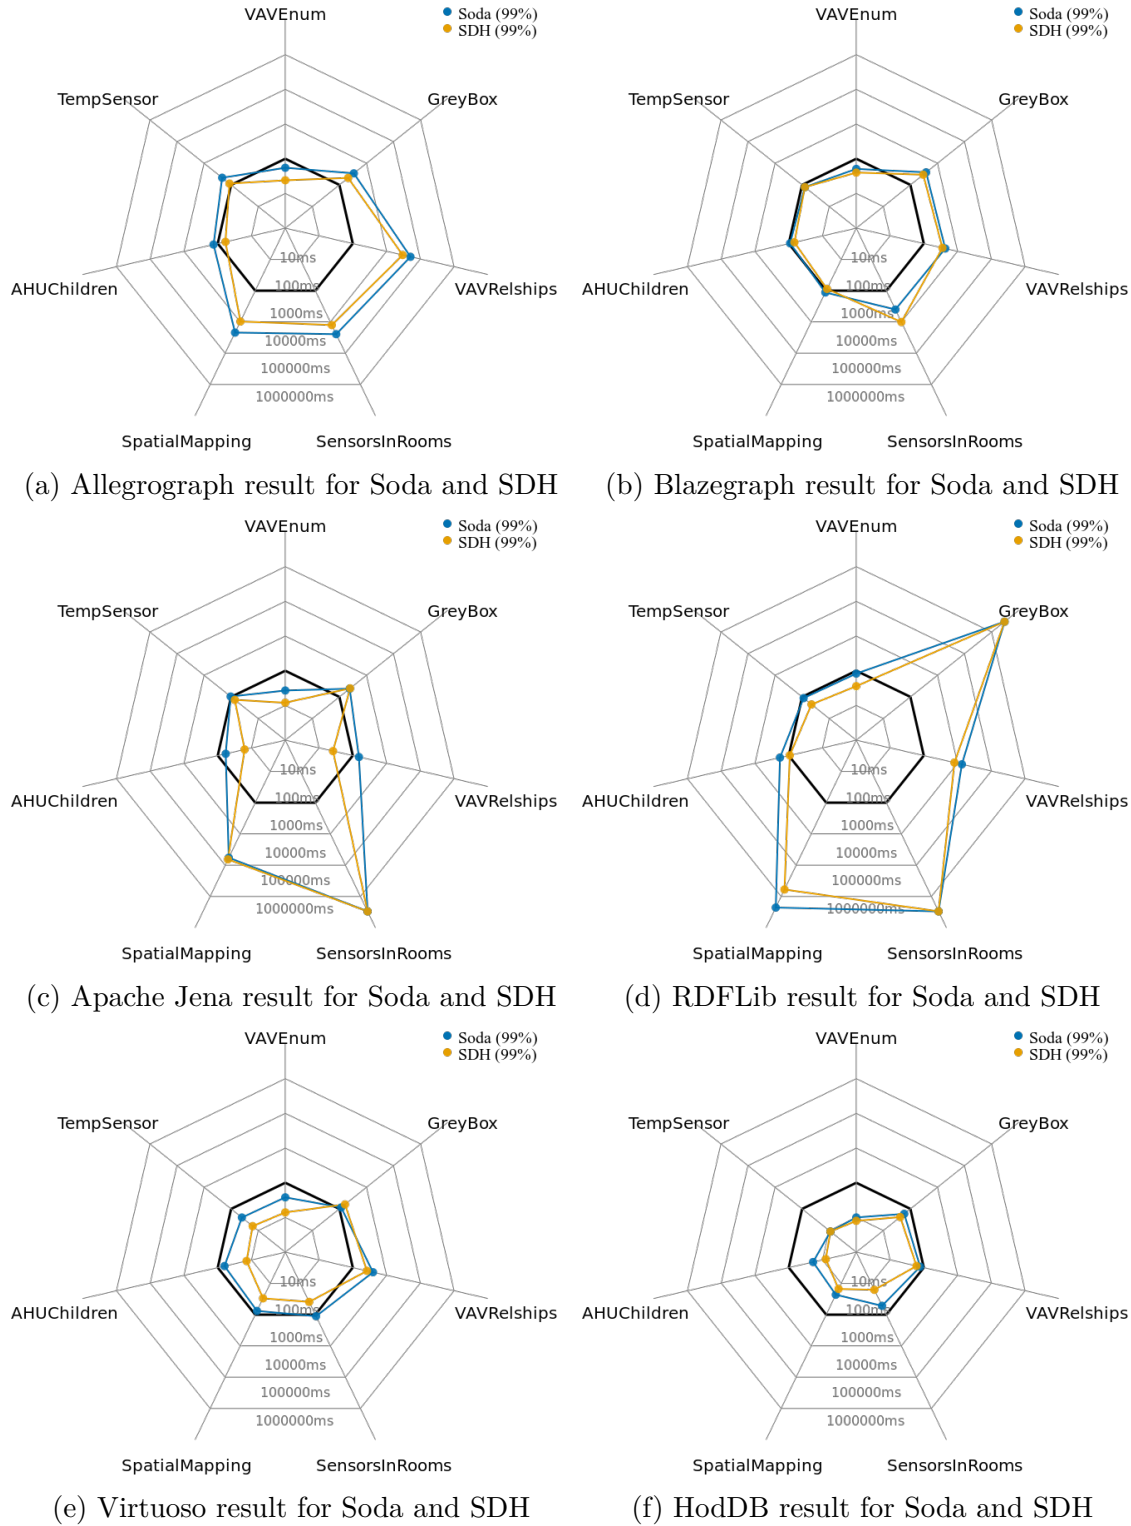 VAVEnum
Soda (99%)
SDH (99%)
TempSensor
GreyBox
AHUChildren
VAVRelships
10ms
100ms
1000ms
10000ms
100000ms
1000000ms
SpatialMapping
SensorsInRooms
(a) Allegrograph result for Soda and SDH
VAVEnum
Soda (99%)
SDH (99%)
TempSensor
GreyBox
AHUChildren
VAVRelships
10ms
100ms
1000ms
10000ms
100000ms
1000000ms
SpatialMapping
SensorsInRooms
(b) Blazegraph result for Soda and SDH
VAVEnum
Soda (99%)
SDH (99%)
TempSensor
GreyBox
AHUChildren
VAVRelships
10ms
100ms
1000ms
10000ms
100000ms
1000000ms
SpatialMapping
SensorsInRooms
(c) Apache Jena result for Soda and SDH
VAVEnum
Soda (99%)
SDH (99%)
TempSensor
GreyBox
AHUChildren
VAVRelships
10ms
100ms
1000ms
10000ms
100000ms
1000000ms
SpatialMapping
SensorsInRooms
(d) RDFLib result for Soda and SDH
VAVEnum
Soda (99%)
SDH (99%)
TempSensor
GreyBox
AHUChildren
VAVRelships
10ms
100ms
1000ms
10000ms
100000ms
1000000ms
SpatialMapping
SensorsInRooms
(e) Virtuoso result for Soda and SDH
VAVEnum
Soda (99%)
SDH (99%)
TempSensor
GreyBox
AHUChildren
VAVRelships
10ms
100ms
1000ms
10000ms
100000ms
1000000ms
SpatialMapping
SensorsInRooms
(f) HodDB result for Soda and SDH